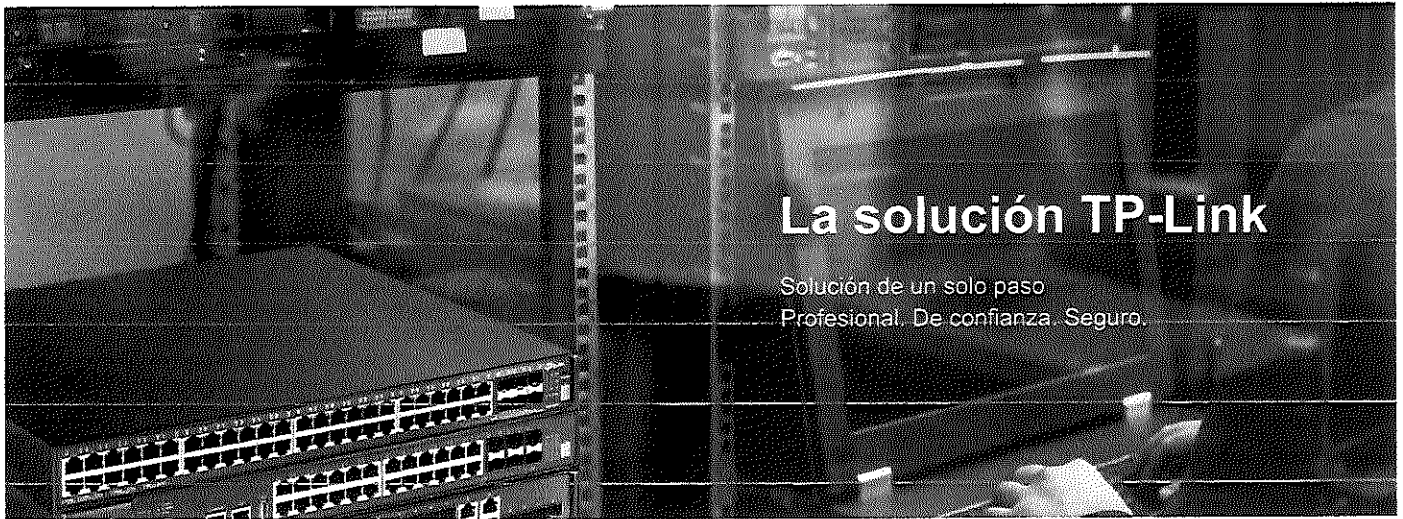 La solución TP-Link
Solución de un solo paso
Profesional. De confianza. Seguro.